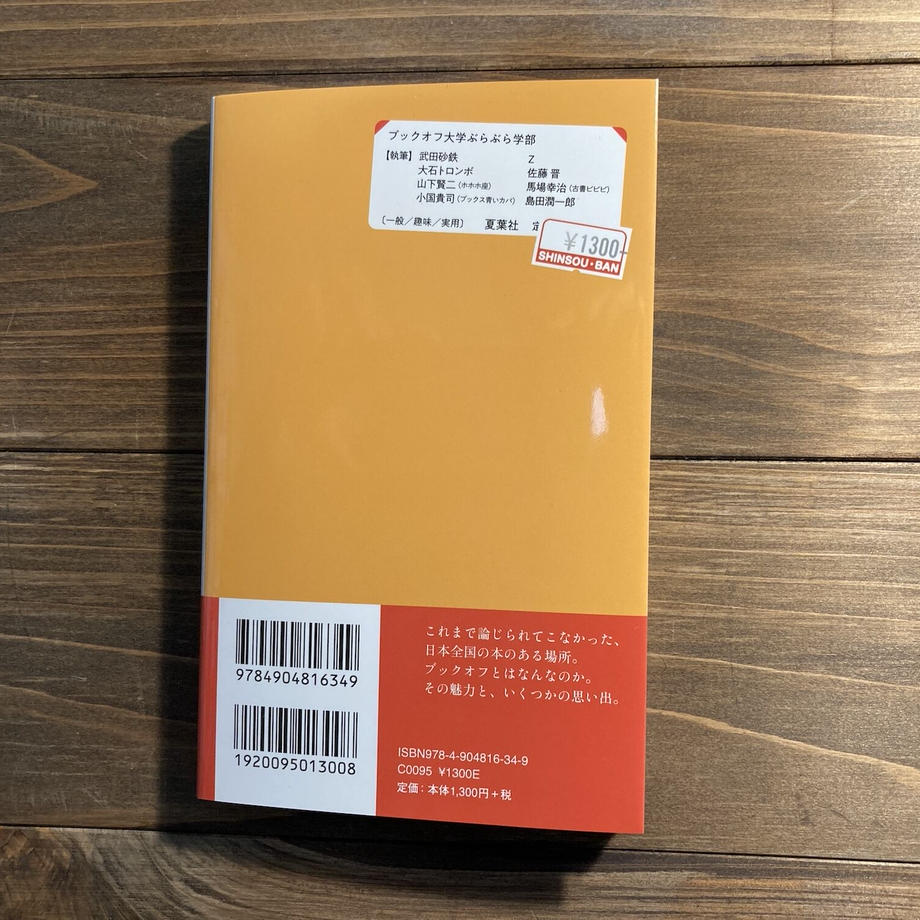 ブックオフ大学ぶらぶら学部
【執筆】武田砂鉄 Z
大石トロンボ 佐藤 晋
山下賢二(ホホホ座) 馬場幸治(古書ビビビ)
小国貴司(ブックス青いカバ) 島田潤一郎
〔一般/趣味/実用〕 夏葉社 定
¥1300-
SHINSOU・BAN
これまで論じられてこなかった、
日本全国の本のある場所。
ブックオフとはなんなのか。
その魅力と、いくつかの思い出。
9784904816349
1920095013008
ISBN978-4-904816-34-9
C0095 ¥1300E
定価:本体1,300円+税